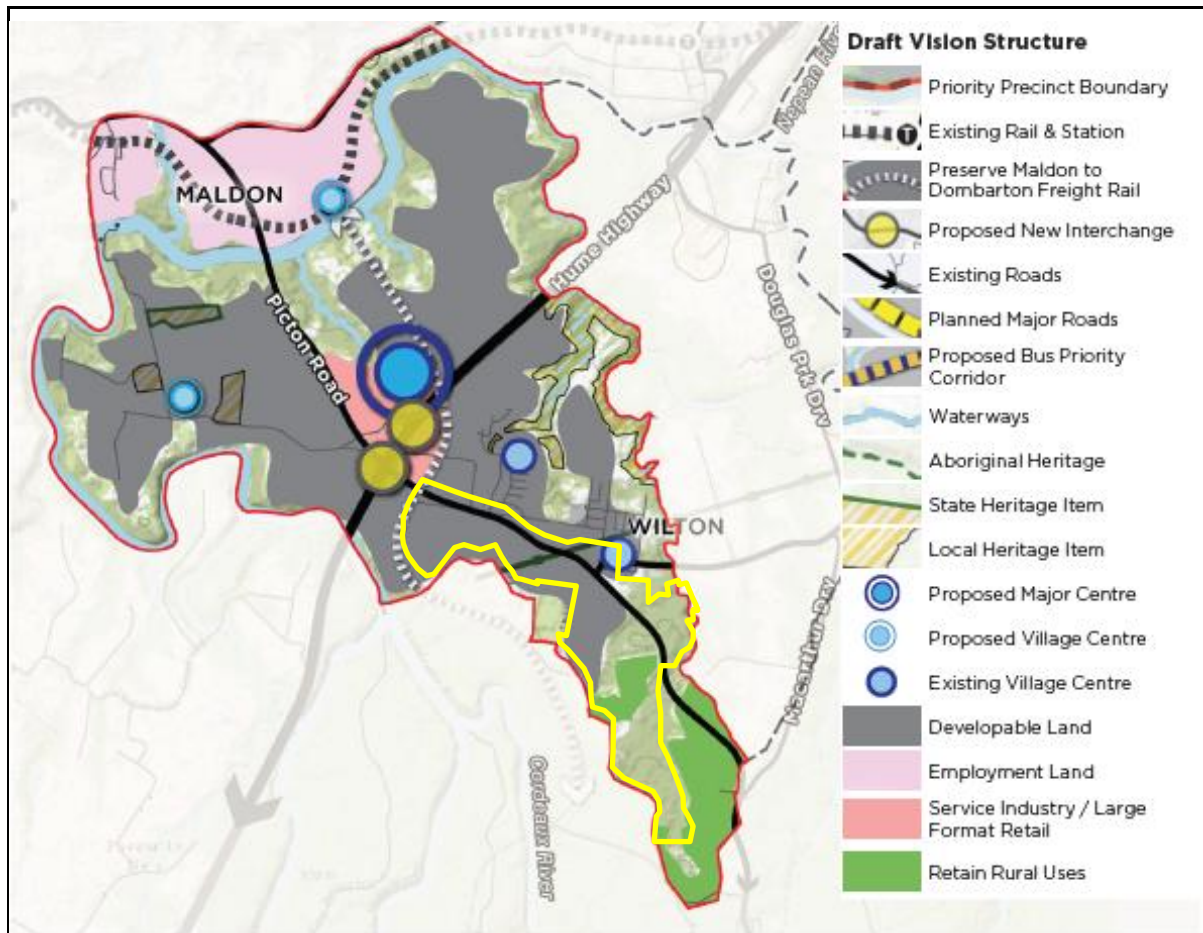 Draft Vision Structure
Priority Precinct Boundary
Existing Rail & Station
T
Preserve Maldon to
Dombarton Freight Rail
Proposed New Interchange
Existing Roads
Planned Major Roads
Proposed Bus Priority
Corridor
Waterways
Aboriginal Heritage
State Heritage Item
Local Heritage Item
Proposed Major Centre
Proposed Village Centre
Existing Village Centre
Developable Land
Employment Land
Service Industry / Large
Format Retail
Retain Rural Uses
Nepean River
MALDON
Hume Highway
Picton Road
Douglas Prk Drv
WILTON
Macarthur Drv
Cordeaux River